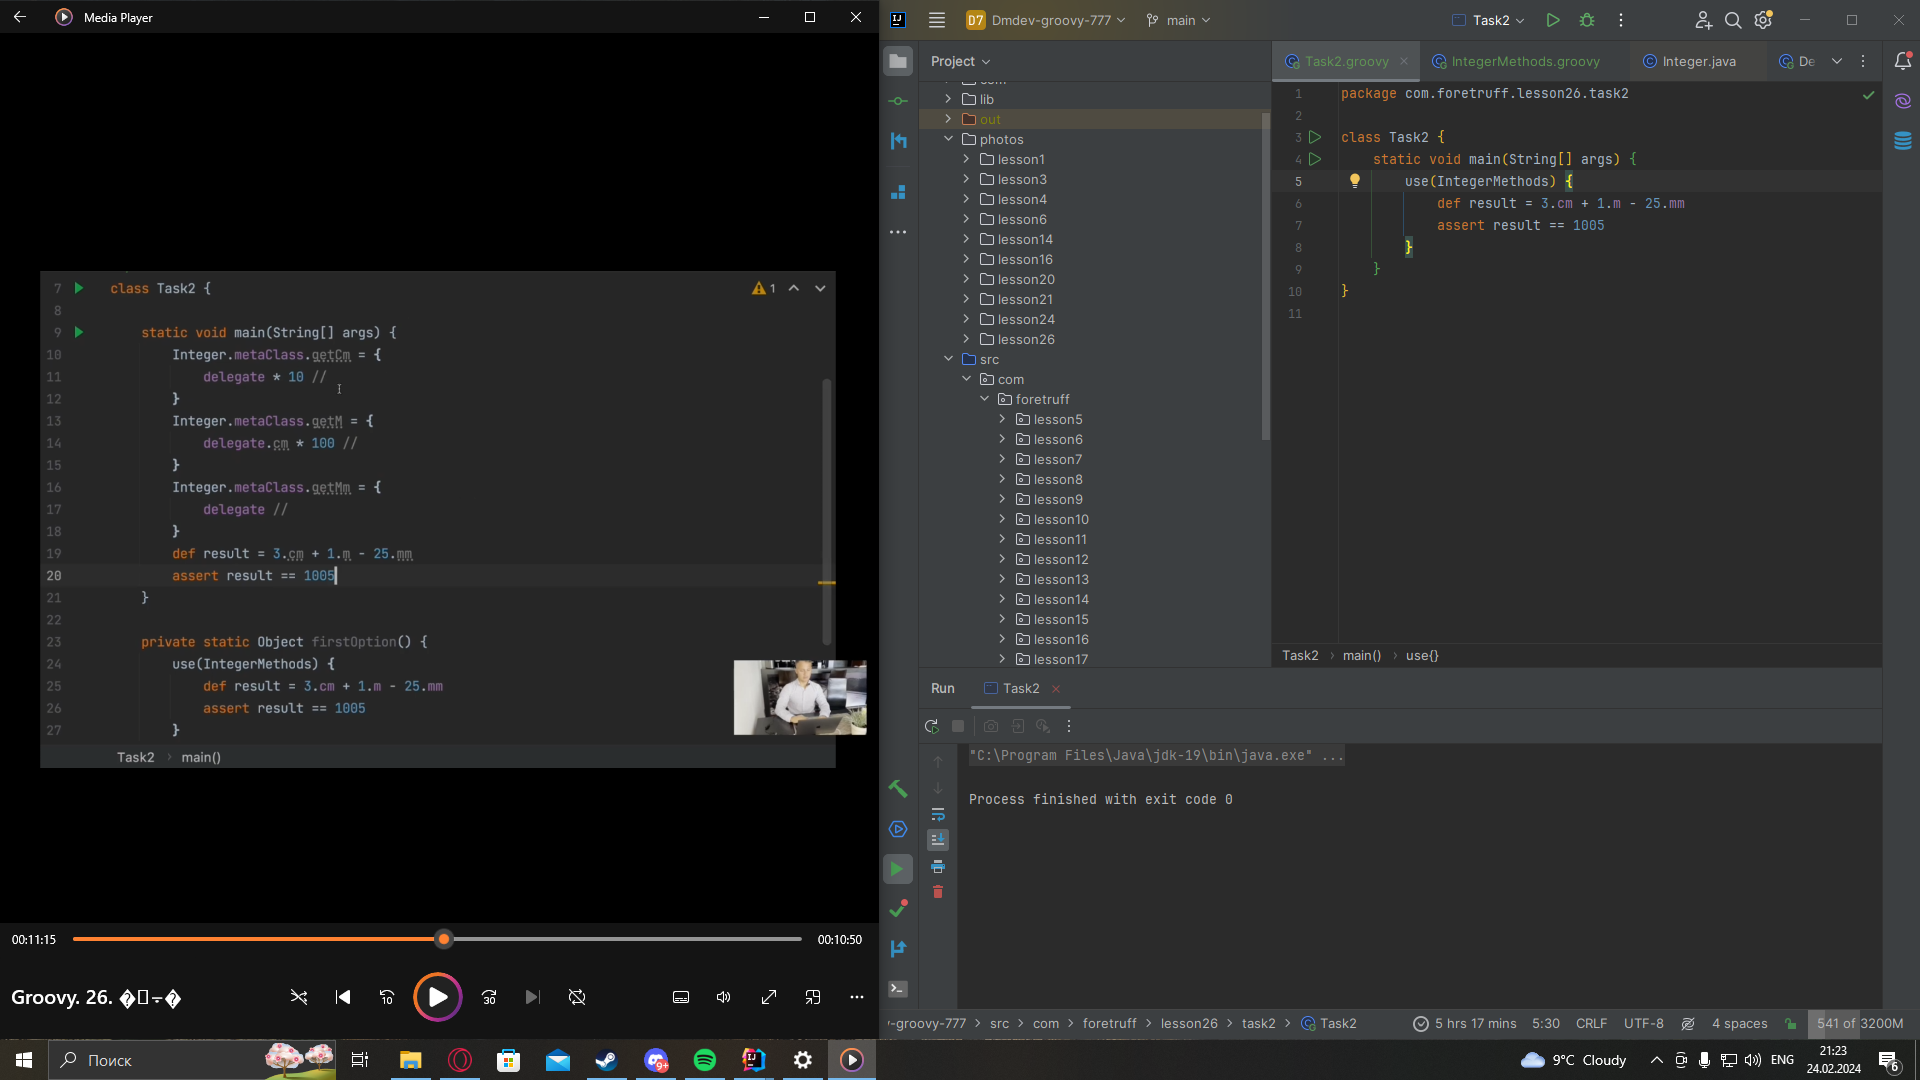 Media Player
7 class Task2 {
1
8
9 static void main(String[] args) {
10 Integer.metaClass.getCm = {
11 delegate * 10 //
12 }
13 Integer.metaClass.getM = {
14 delegate.cm * 100 //
15 }
16 Integer.metaClass.getMm = {
17 delegate //
18 }
19 def result = 3.cm + 1.m - 25.mm
20 assert result == 1005
21 }
22
23 private static Object firstOption() {
24 use(IntegerMethods) {
25 def result = 3.cm + 1.m - 25.mm
26 assert result == 1005
27 }
Task2 › main()
00:11:15
00:10:50
Groovy. 26.
10
30
D7 Dmdev-groovy-777 main
Task2
Project
lib
out
photos
lesson1
lesson3
lesson4
lesson6
lesson14
lesson16
lesson20
lesson21
lesson24
lesson26
src
com
foretruff
lesson5
lesson6
lesson7
lesson8
lesson9
lesson10
lesson11
lesson12
lesson13
lesson14
lesson15
lesson16
lesson17
Task2.groovy IntegerMethods.groovy Integer.java De
1 package com.foretruff.lesson26.task2
2
3 class Task2 {
4 static void main(String[] args) {
5 use(IntegerMethods) {
6 def result = 3.cm + 1.m - 25.mm
7 assert result == 1005
8 }
9 }
10 }
11
Task2 › main() › use{}
Run Task2
"C:\Program Files\Java\jdk-19\bin\java.exe" ...
Process finished with exit code 0
-groovy-777 › src › com › foretruff › lesson26 › task2 › Task2
5 hrs 17 mins 5:30 CRLF UTF-8 4 spaces 541 of 3200M
Поиск
9+
9°C Cloudy
ENG
21:23
24.02.2024
6